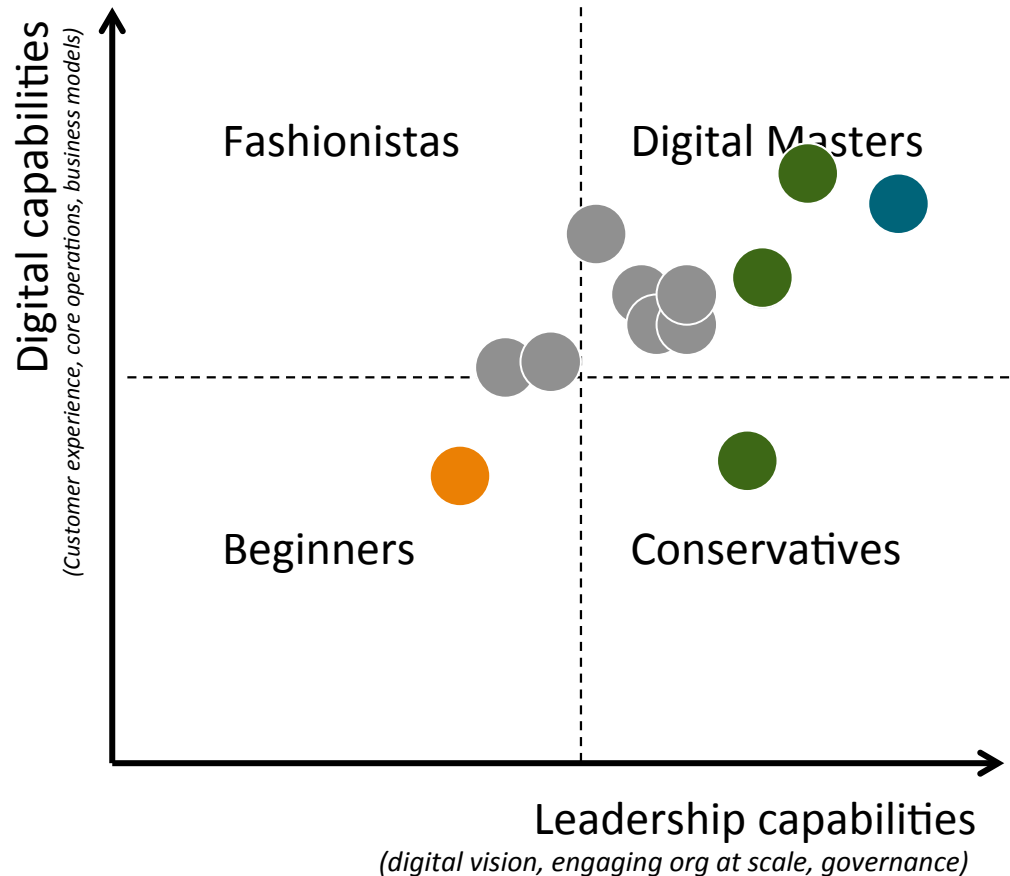 Digital capabilities
(Customer experience, core operations, business models)
Fashionistas
Digital Masters
Beginners
Conservatives
Leadership capabilities
(digital vision, engaging org at scale, governance)